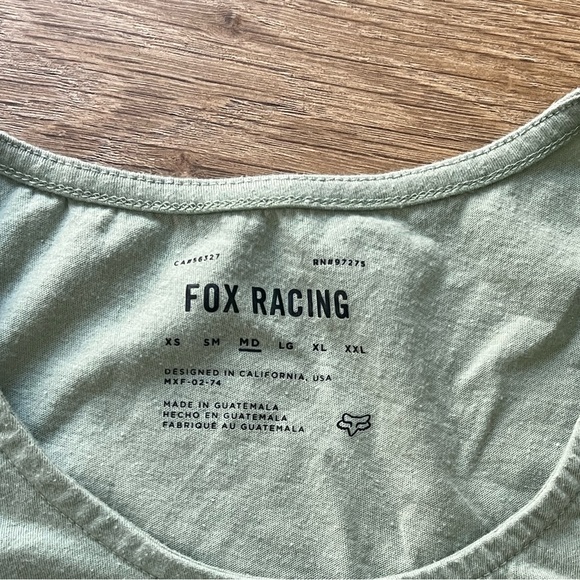 CA#56327 RN#97275
FOX RACING
XS SM MD LG XL XXL
DESIGNED IN CALIFORNIA, USA
MXF-02-74
MADE IN GUATEMALA
HECHO EN GUATEMALA
FABRIQUÉ AU GUATEMALA